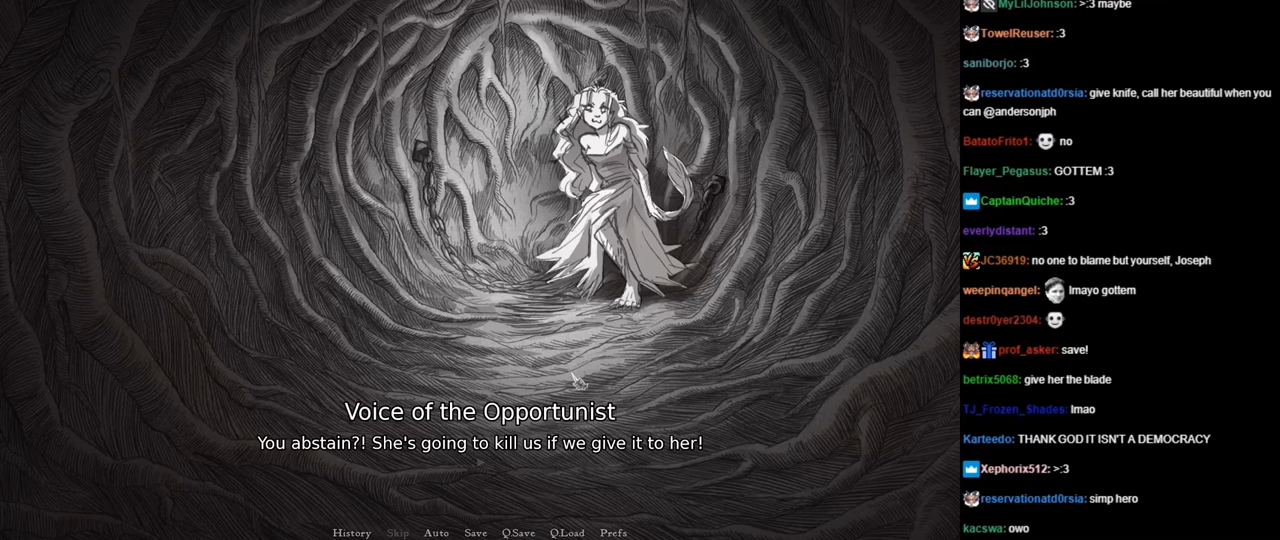 Voice of the Opportunist
You abstain?! She's going to kill us if we give it to her!
History Skip Auto Save Q.Save Q.Load Prefs
MyLilJohnson: >:3 maybe
TowelReuser: :3
saniborjo: :3
reservationatd0rsia: give knife, call her beautiful when you
can @andersonjph
BatatoFrito1: no
Flayer_Pegasus: GOTTEM :3
CaptainQuiche: :3
everlydistant: :3
JC36919: no one to blame but yourself, Joseph
weepinqangel: lmayo gottem
destr0yer2304:
prof_asker: save!
betrix5068: give her the blade
TJ_Frozen_Shades: lmao
Karteedo: THANK GOD IT ISN'T A DEMOCRACY
Xephorix512: >:3
reservationatd0rsia: simp hero
kacswa: owo